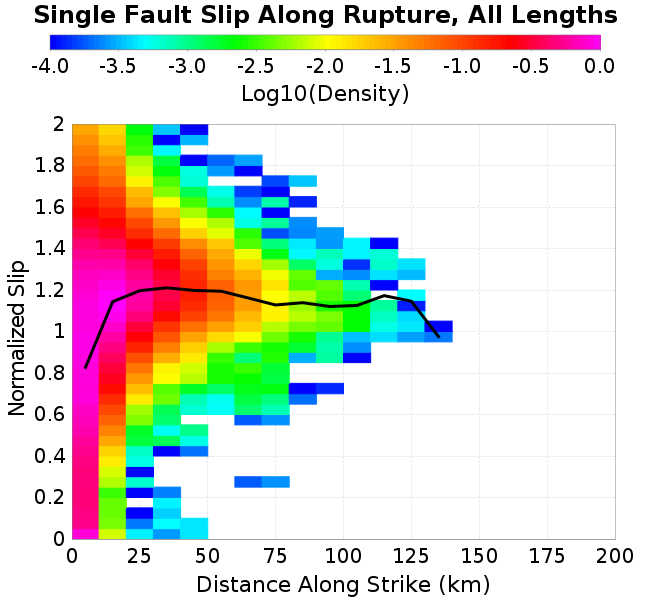 Single Fault Slip Along Rupture, All Lengths
-4.0 -3.5 -3.0 -2.5 -2.0 -1.5 -1.0 -0.5 0.0
Log10(Density)
2
1.8
1.6
1.4
1.2
1
0.8
0.6
0.4
0.2
0
Normalized Slip
0 25 50 75 100 125 150 175 200
Distance Along Strike (km)